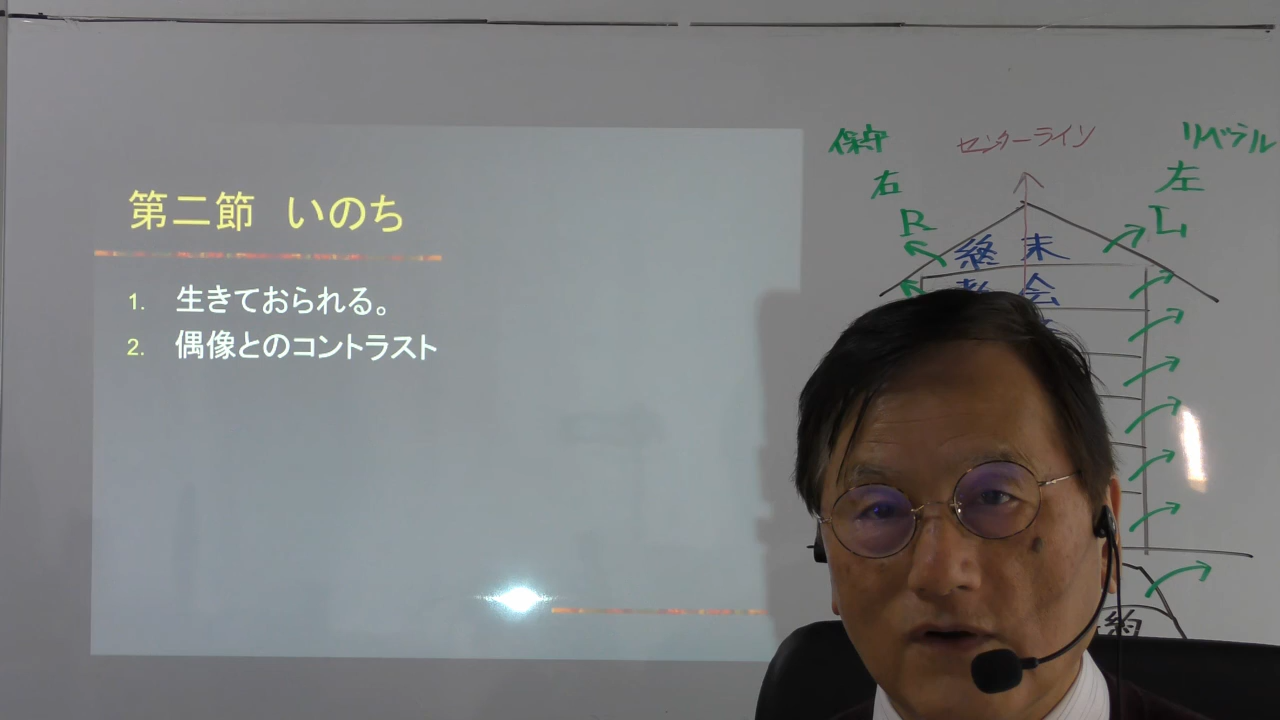 第二節 いのち
1. 生きておられる。
2. 偶像とのコントラスト
保守 センターライン リベラル
右 左
R L
終末
会
約